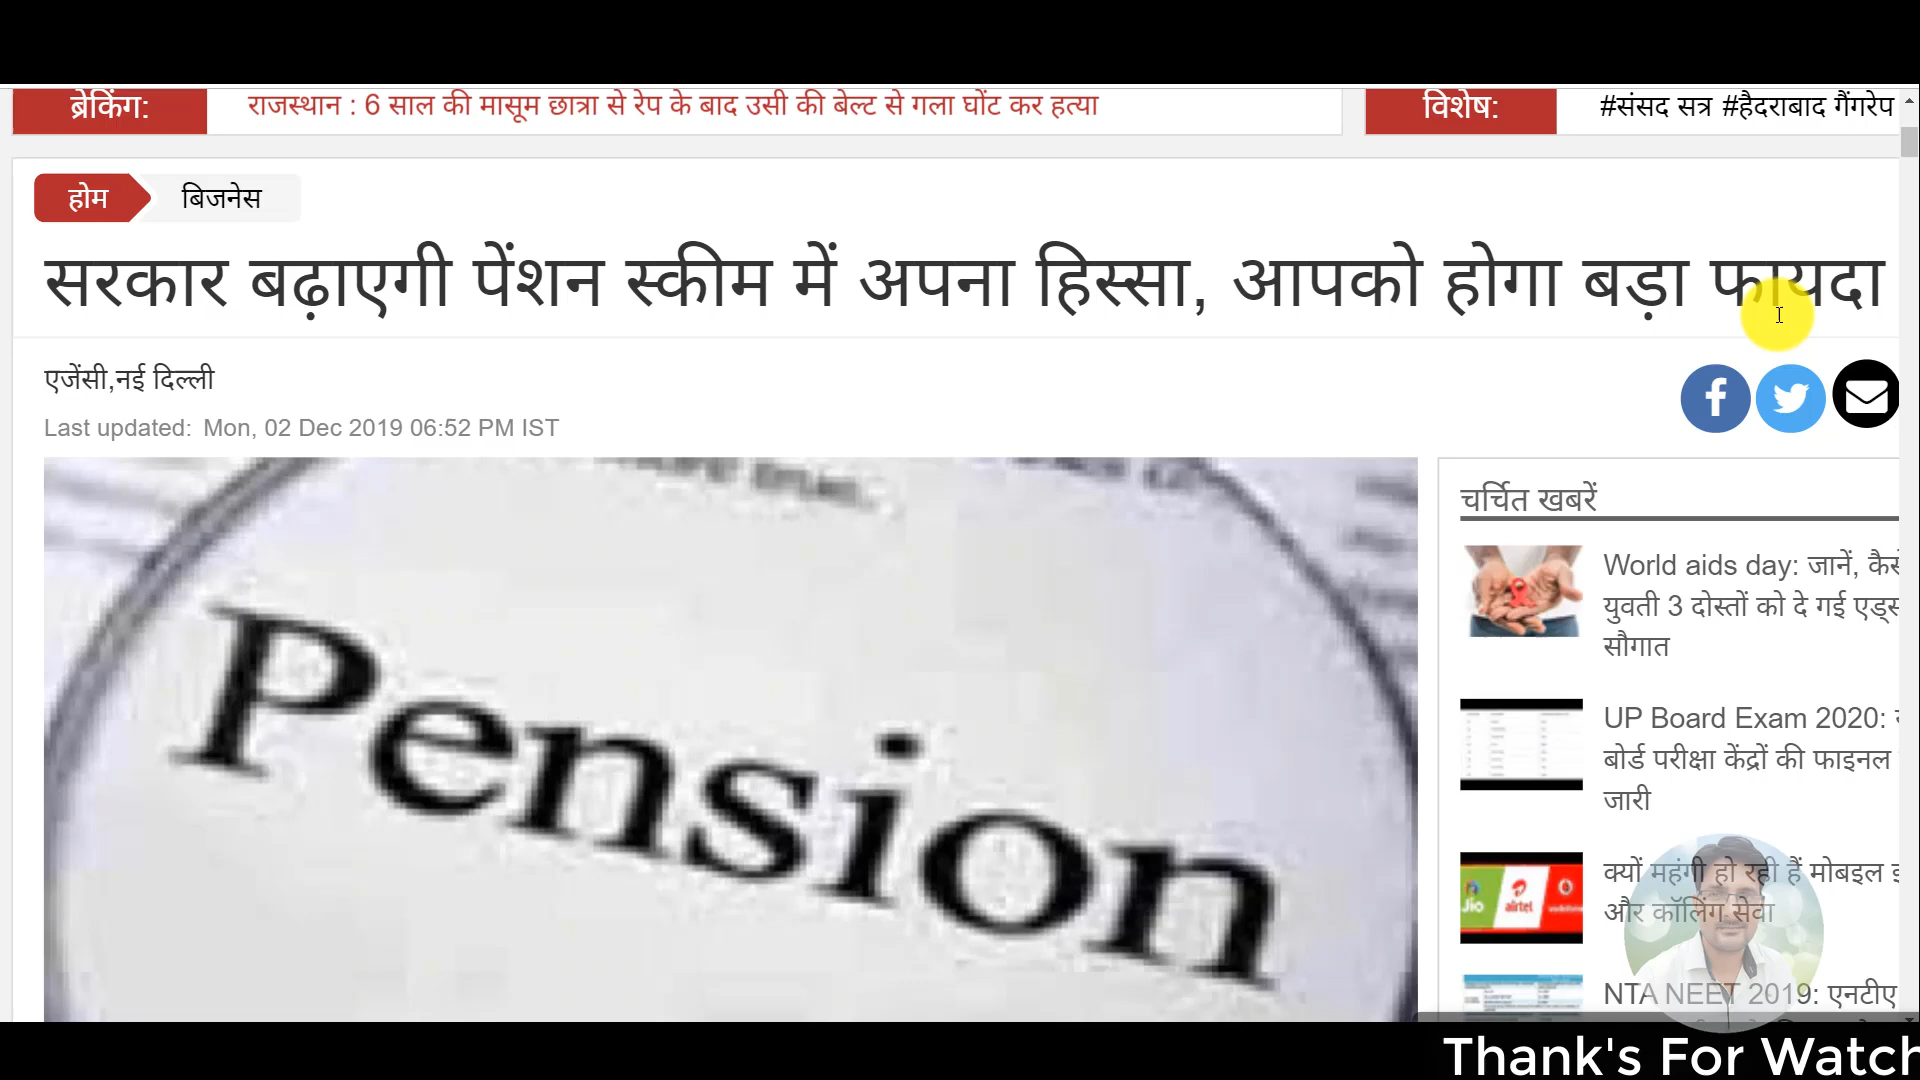 ब्रेकिंग:
राजस्थान : 6 साल की मासूम छात्रा से रेप के बाद उसी की बेल्ट से गला घोंट कर हत्या
विशेष:
#संसद सत्र #हैदराबाद गैंगरेप
होम
बिजनेस
सरकार बढ़ाएगी पेंशन स्कीम में अपना हिस्सा, आपको होगा बड़ा फायदा
एजेंसी,नई दिल्ली
Last updated: Mon, 02 Dec 2019 06:52 PM IST
Pension
चर्चित खबरें
World aids day: जानें,
युवती 3 दोस्तों को दे गई
सौगात
UP Board Exam 2020:
बोर्ड परीक्षा केंद्रों की फाइनल
जारी
Jio airtel
क्यों महंगी हो रही हैं मोबइल
और कॉलिंग सेवा
NTA NEET 2019: एनटीए
Thank's For Watch